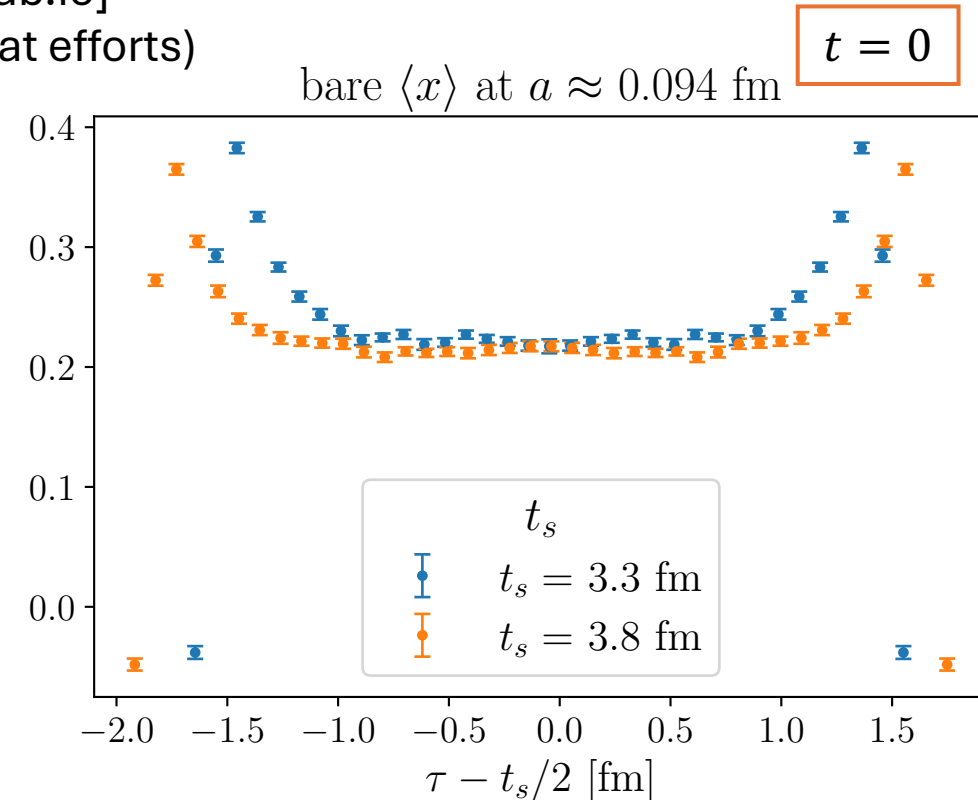 at efforts)
t = 0
bare ⟨x⟩ at a ≈ 0.094 fm
0.4
0.3
0.2
0.1
0.0
t_s
t_s = 3.3 fm
t_s = 3.8 fm
−2.0 −1.5 −1.0 −0.5 0.0 0.5 1.0 1.5
τ − t_s/2 [fm]